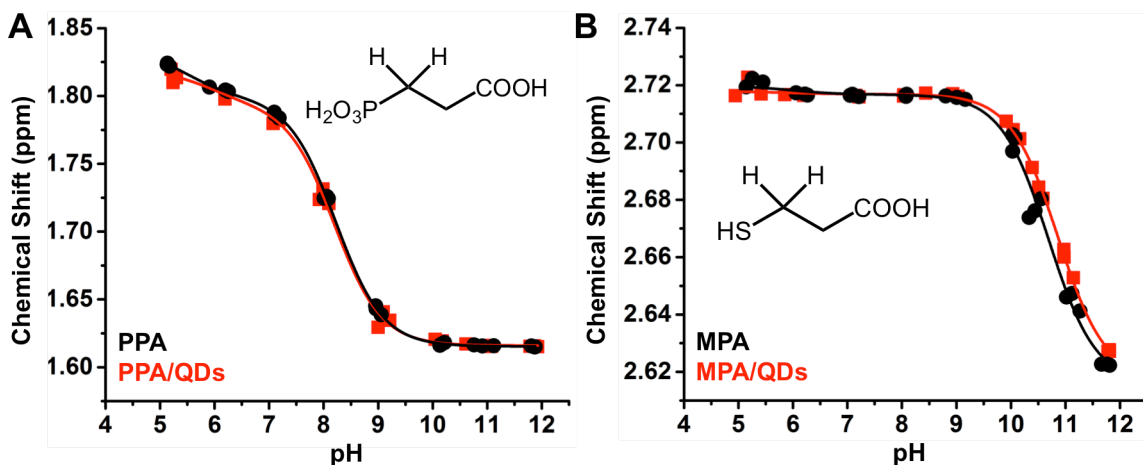 A
Chemical Shift (ppm)
1.85
1.80
1.75
1.70
1.65
1.60
H H
H₂O₃P COOH
PPA
PPA/QDs
4 5 6 7 8 9 10 11 12
pH
B
Chemical Shift (ppm)
2.74
2.72
2.70
2.68
2.66
2.64
2.62
H H
HS COOH
MPA
MPA/QDs
4 5 6 7 8 9 10 11 12
pH